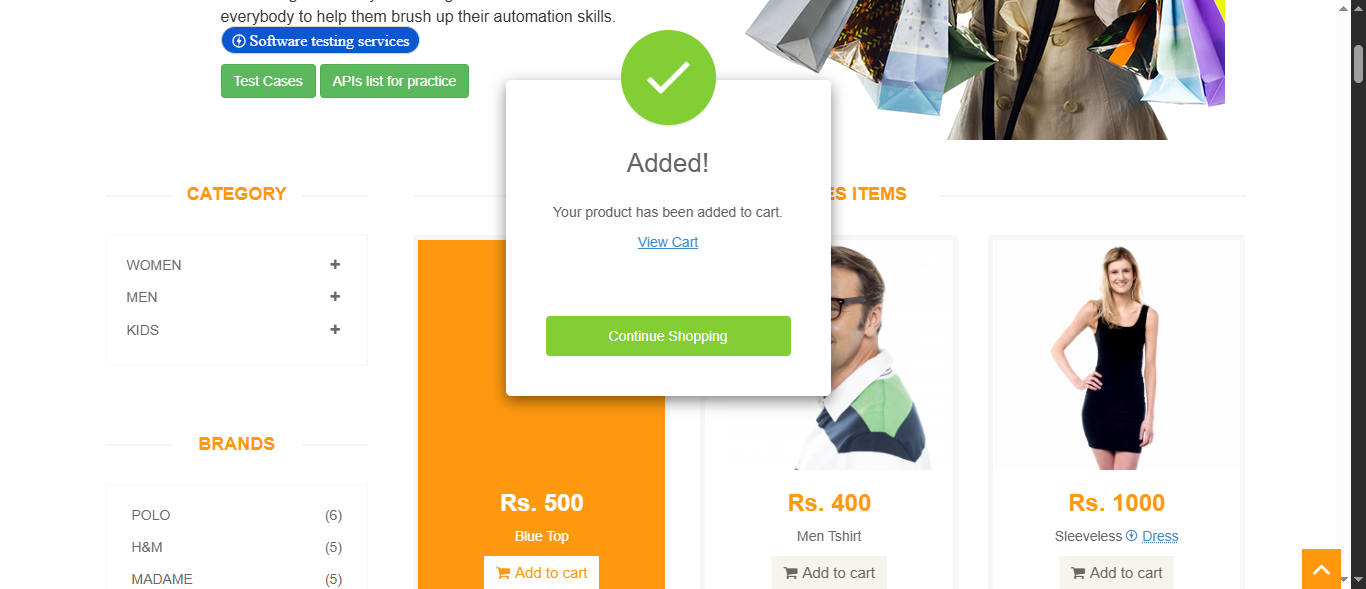 everybody to help them brush up their automation skills.
Software testing services
Test Cases
APIs list for practice
Added!
Your product has been added to cart.
View Cart
Continue Shopping
CATEGORY
WOMEN
MEN
KIDS
BRANDS
POLO (6)
H&M (5)
MADAME (5)
ITEMS
Rs. 500
Blue Top
Add to cart
Rs. 400
Men Tshirt
Add to cart
Rs. 1000
Sleeveless Dress
Add to cart